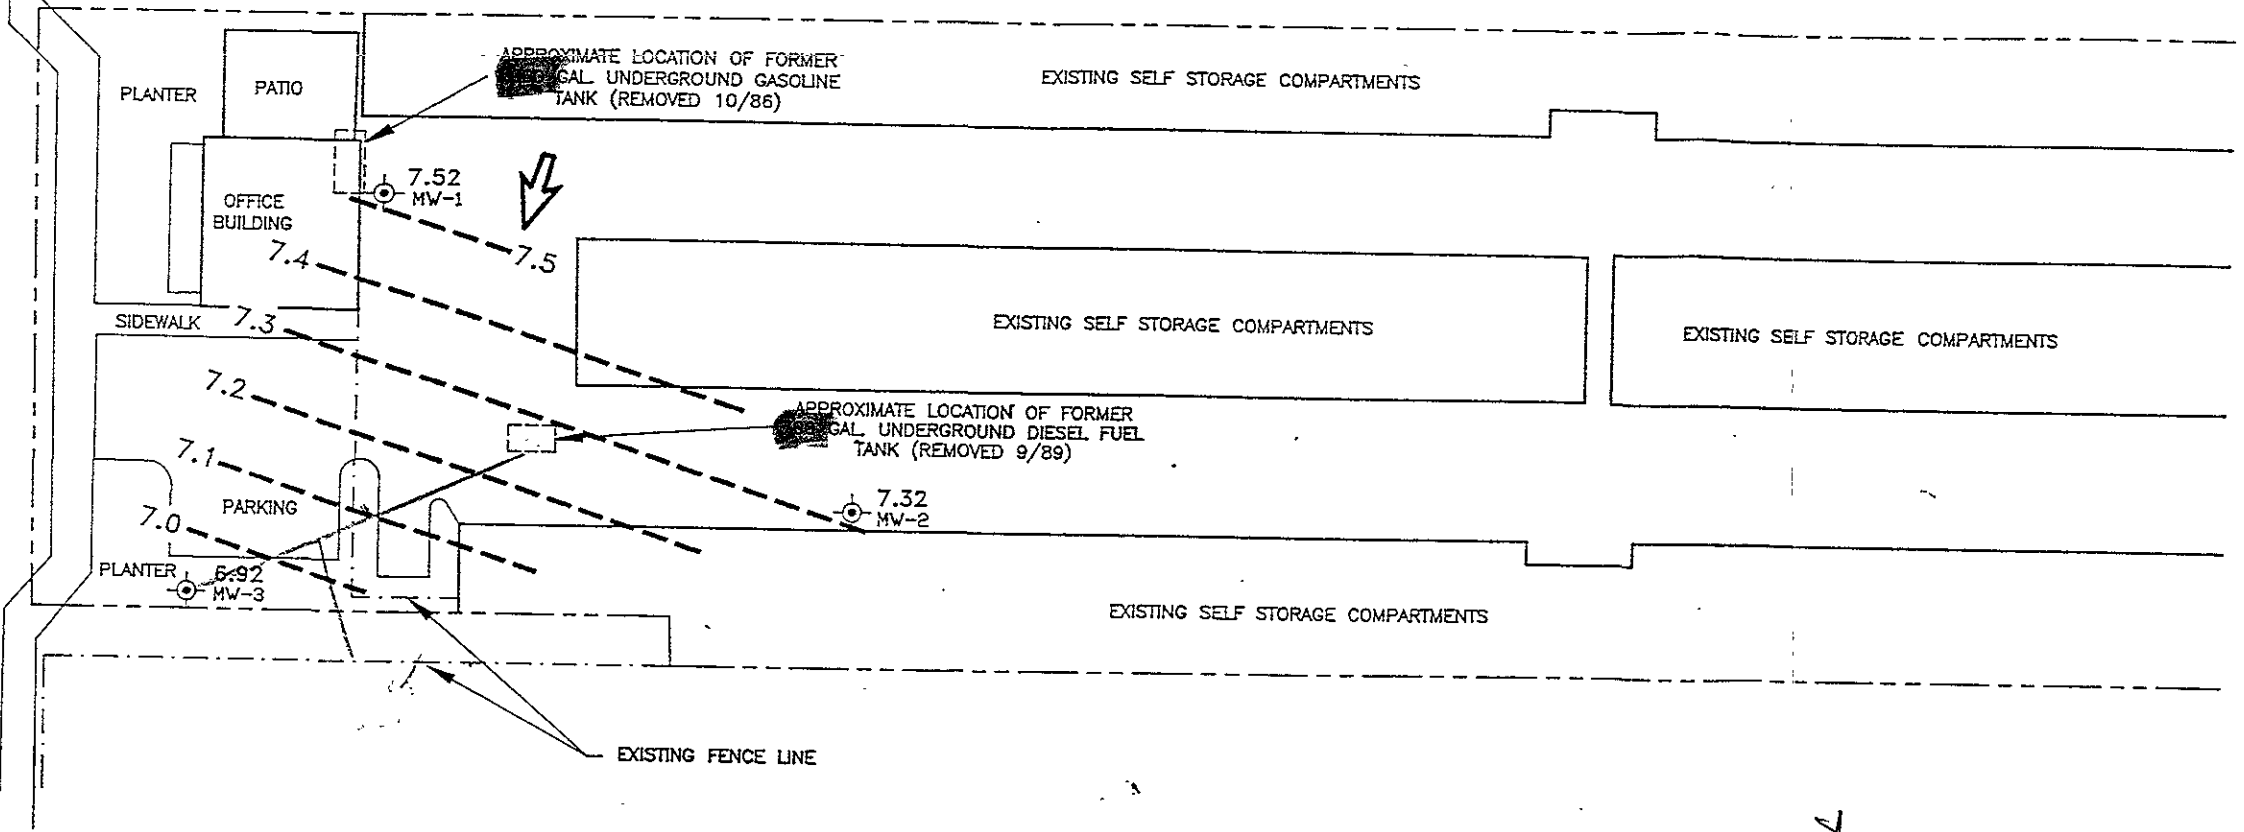 APPROXIMATE LOCATION OF FORMER
GAL. UNDERGROUND GASOLINE
TANK (REMOVED 10/86)
EXISTING SELF STORAGE COMPARTMENTS
PLANTER
PATIO
7.52
MW-1
OFFICE
BUILDING
7.5
7.4
7.3
SIDEWALK
EXISTING SELF STORAGE COMPARTMENTS
EXISTING SELF STORAGE COMPARTMENTS
7.2
APPROXIMATE LOCATION OF FORMER
GAL. UNDERGROUND DIESEL FUEL
TANK (REMOVED 9/89)
7.1
PARKING
7.32
MW-2
7.0
PLANTER
6.92
MW-3
EXISTING SELF STORAGE COMPARTMENTS
EXISTING FENCE LINE